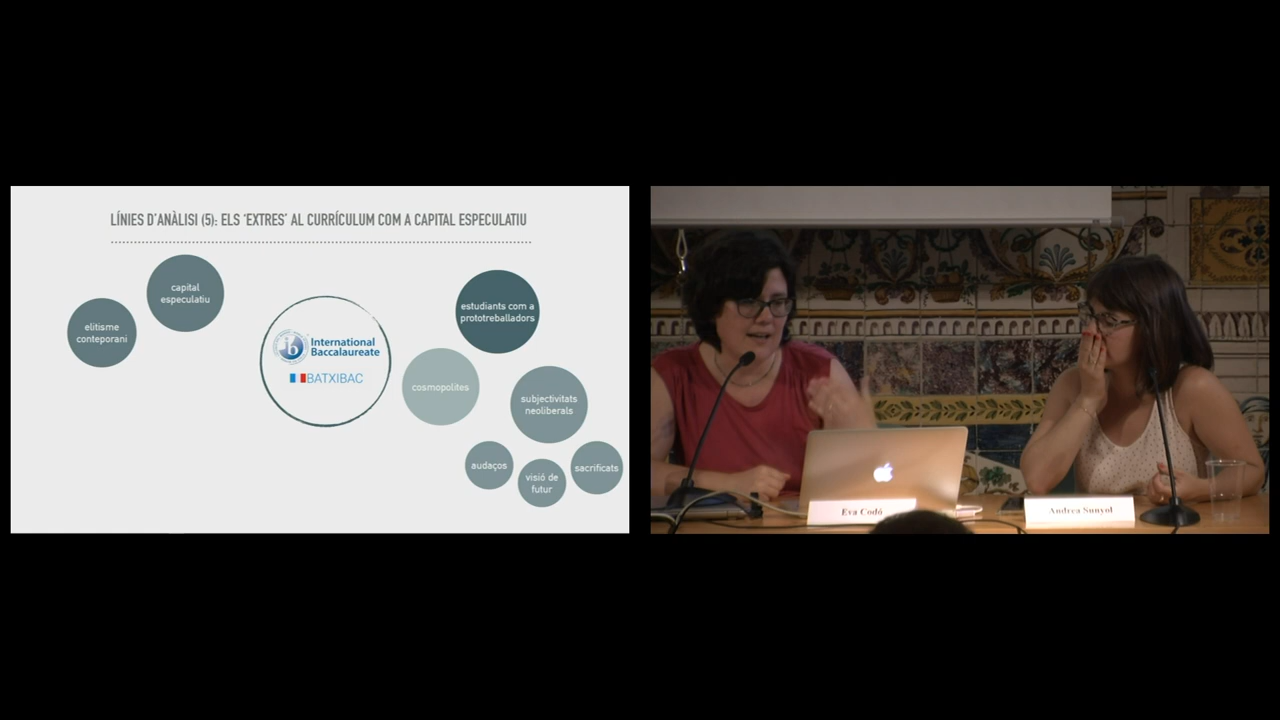 LÍNIES D'ANÀLISI (5): ELS 'EXTRES' AL CURRÍCULUM COM A CAPITAL ESPECULATIU
capital
especulatiu
elitisme
conteporani
ib
International
Baccalaureate
BATXIBAC
estudiants com a
prototreballadors
cosmopolites
subjectivitats
neoliberals
audaços
visió de
futur
sacrificats
Eva Codó
Andrea Sunyol